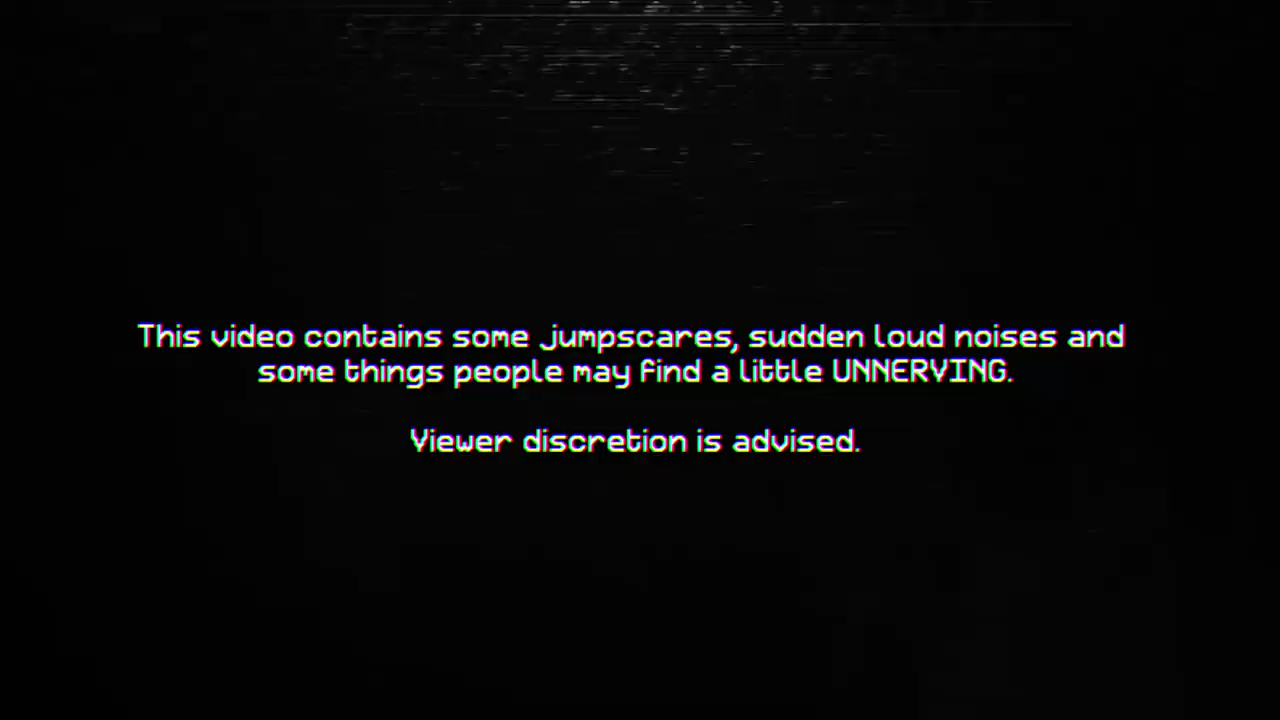 This video contains some jumpscares, sudden loud noises and
some things people may find a little UNNERVING.
Viewer discretion is advised.